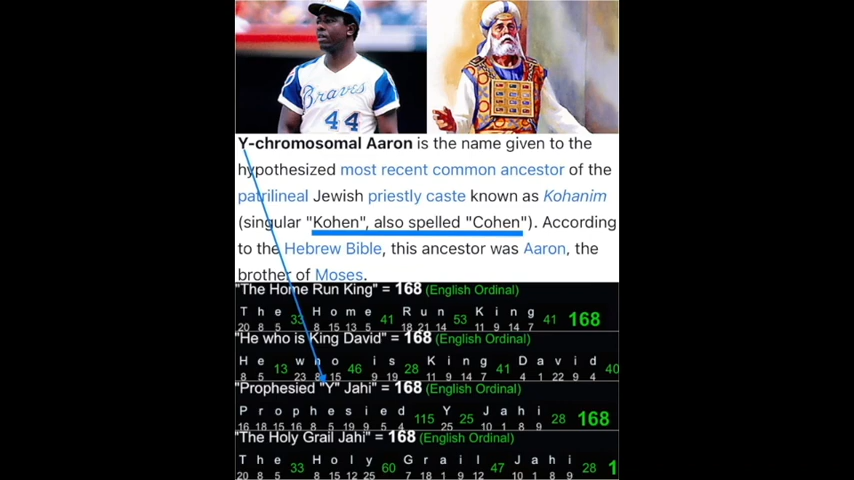 Braves
44
Y-chromosomal Aaron is the name given to the
hypothesized most recent common ancestor of the
patrilineal Jewish priestly caste known as Kohanim
(singular "Kohen", also spelled "Cohen"). According
to the Hebrew Bible, this ancestor was Aaron, the
brother of Moses.
"The Home Run King" = 168 (English Ordinal)
T h e 33 H o m e 41 R u n 53 K i n g 41 168
20 8 5 8 15 13 5 18 21 14 11 9 14 7
"He who is King David" = 168 (English Ordinal)
H e 13 w h o 46 i s 28 K i n g 41 D a v i d 40
8 5 23 8 15 9 19 11 9 14 7 4 1 22 9 4
"Prophesied "Y" Jahi" = 168 (English Ordinal)
P r o p h e s i e d 115 Y 25 J a h i 28 168
16 18 15 16 8 5 19 9 5 4 25 10 1 8 9
"The Holy Grail Jahi" = 168 (English Ordinal)
T h e 33 H o l y 60 G r a i l 47 J a h i 28 1
20 8 5 8 15 12 25 7 18 1 9 12 10 1 8 9